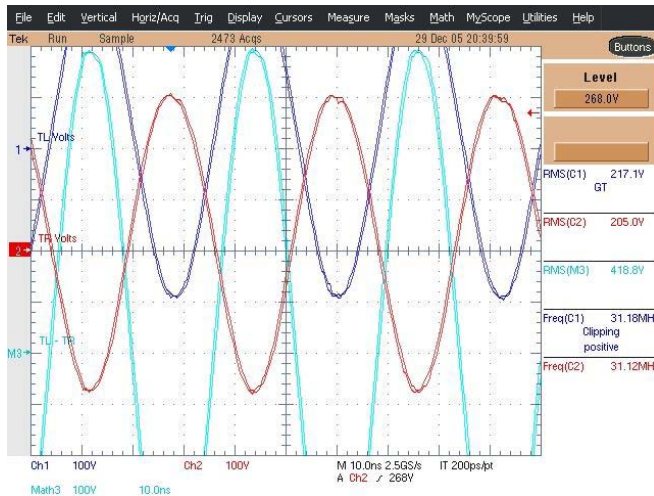 File Edit Vertical Horiz/Acq Trig Display Cursors Measure Masks Math MyScope Utilities Help
Tek Run Sample 2473 Acqs 29 Dec 05 20:39:59 Buttons
Level
268.0V
TL Volts
1
RMS(C1) 217.1V
GT
RMS(C2) 205.0V
TR Volts
2
RMS(M3) 418.8V
Freq(C1) 31.18MH
Clipping
positive
TL - TR
M3
Freq(C2) 31.12MH
Ch1 100V Ch2 100V M 10.0ns 2.5GS/s IT 200ps/pt
A Ch2 268V
Math3 100V 10.0ns